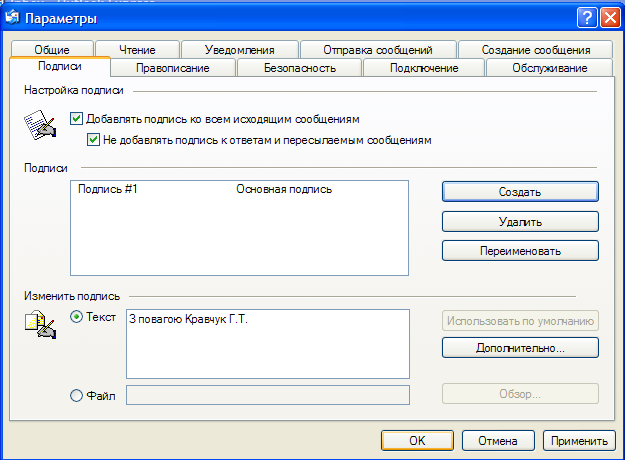 Параметры
Общие Чтение Уведомления Отправка сообщений Создание сообщения
Подписи Правописание Безопасность Подключение Обслуживание
Настройка подписи
Добавлять подпись ко всем исходящим сообщениям
Не добавлять подпись к ответам и пересылаемым сообщениям
Подписи
Подпись #1 Основная подпись
Создать
Удалить
Переименовать
Изменить подпись
Текст
З повагою Кравчук Г.Т.
Использовать по умолчанию
Дополнительно...
Файл
Обзор...
OK Отмена Применить